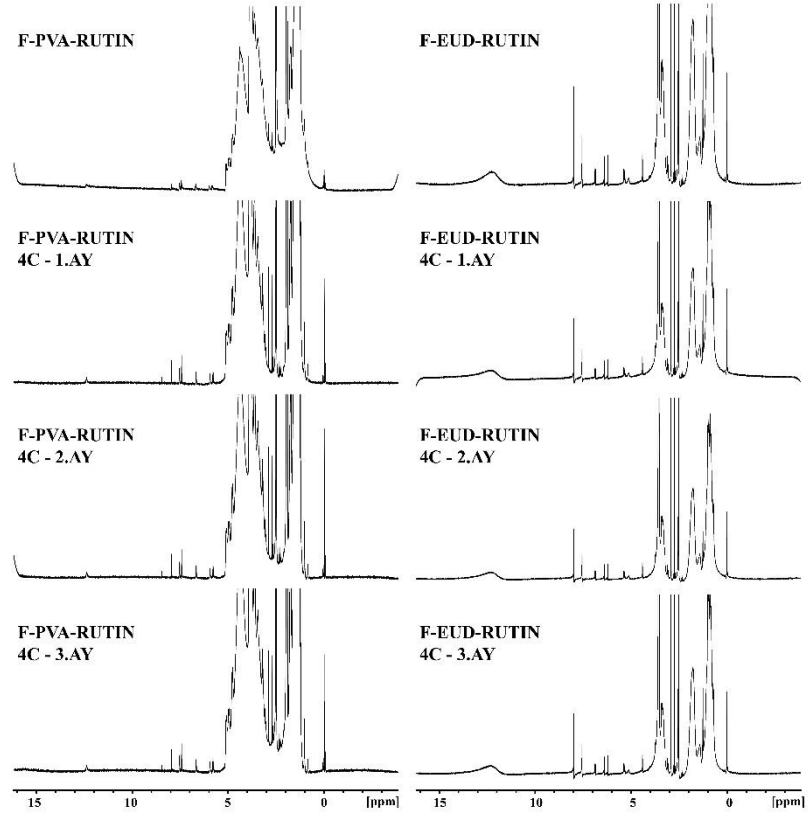 F-PVA-RUTIN
F-EUD-RUTIN
F-PVA-RUTIN
4C - 1.AY
F-EUD-RUTIN
4C - 1.AY
F-PVA-RUTIN
4C - 2.AY
F-EUD-RUTIN
4C - 2.AY
F-PVA-RUTIN
4C - 3.AY
F-EUD-RUTIN
4C - 3.AY
15 10 5 0 [ppm]
15 10 5 0 [ppm]